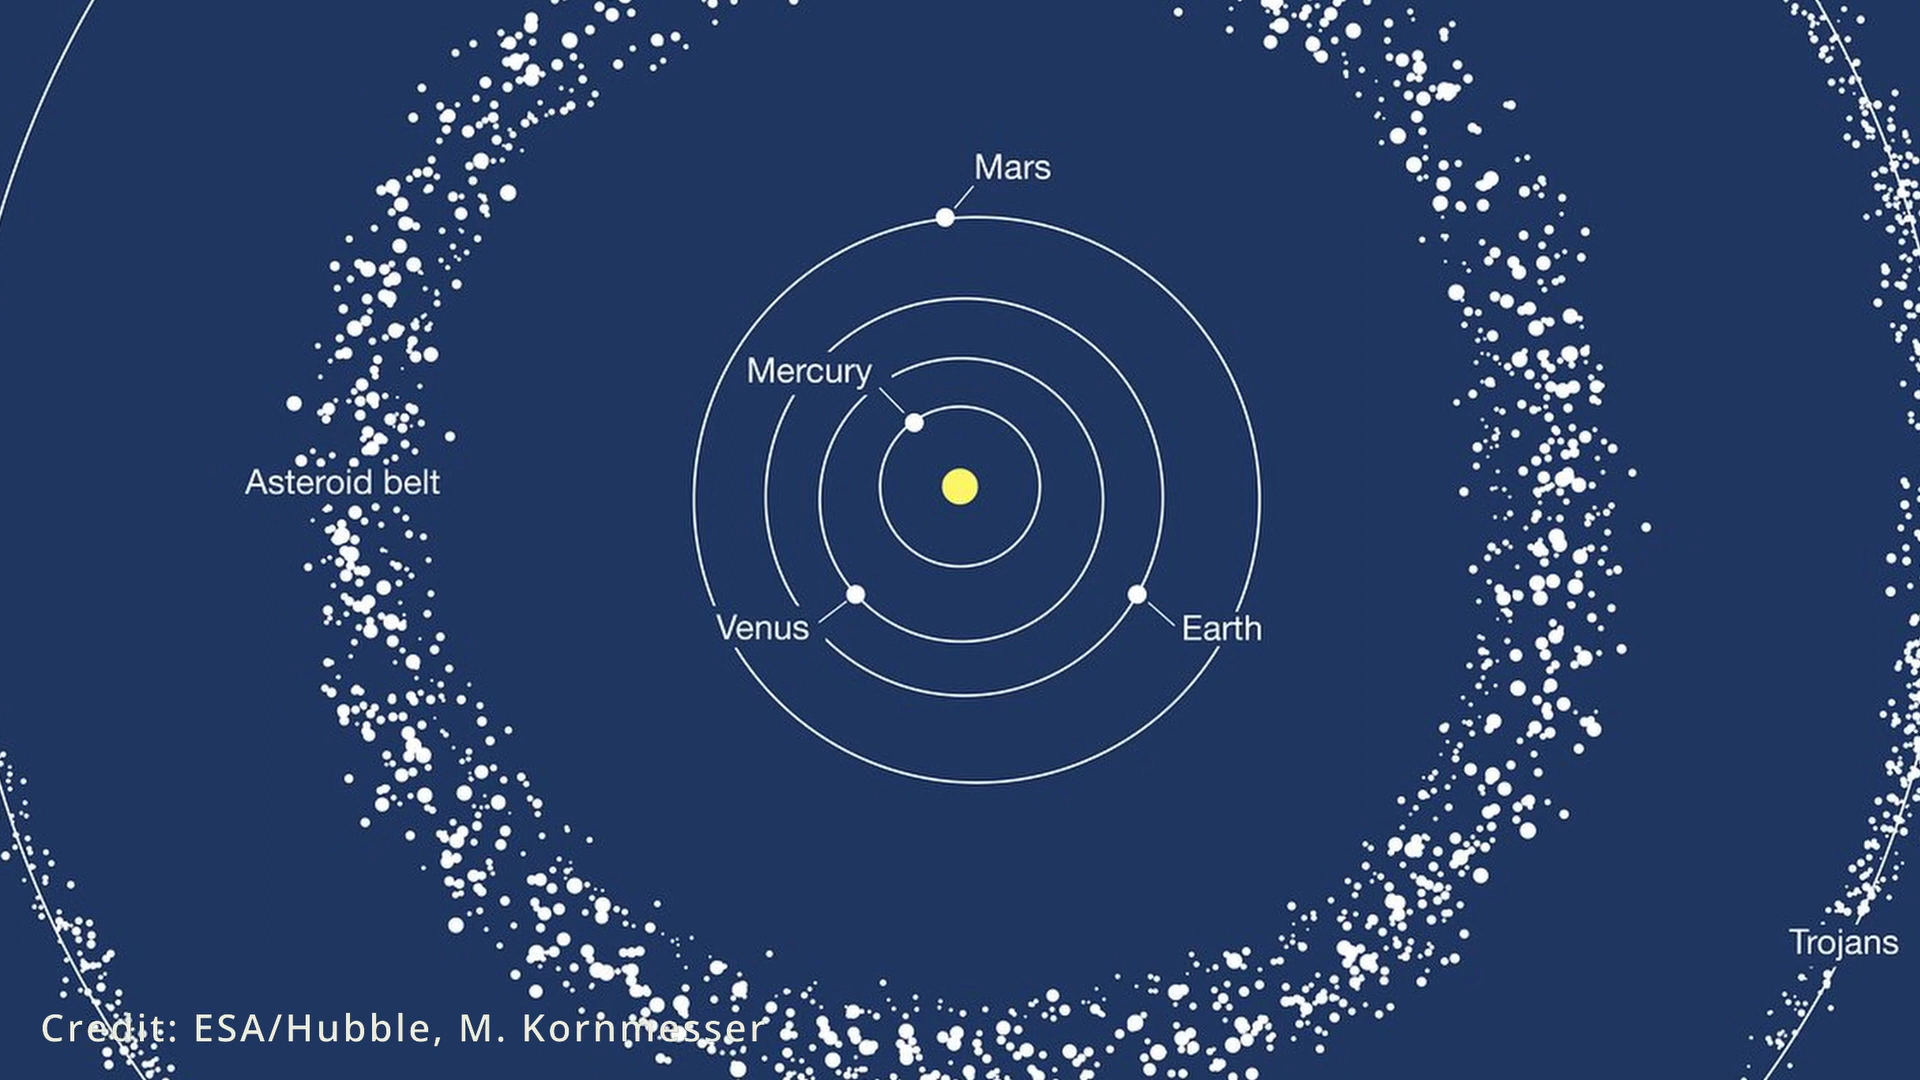 Mars
Mercury
Asteroid belt
Venus
Earth
Trojans
Credit: ESA/Hubble, M. Kornmesser